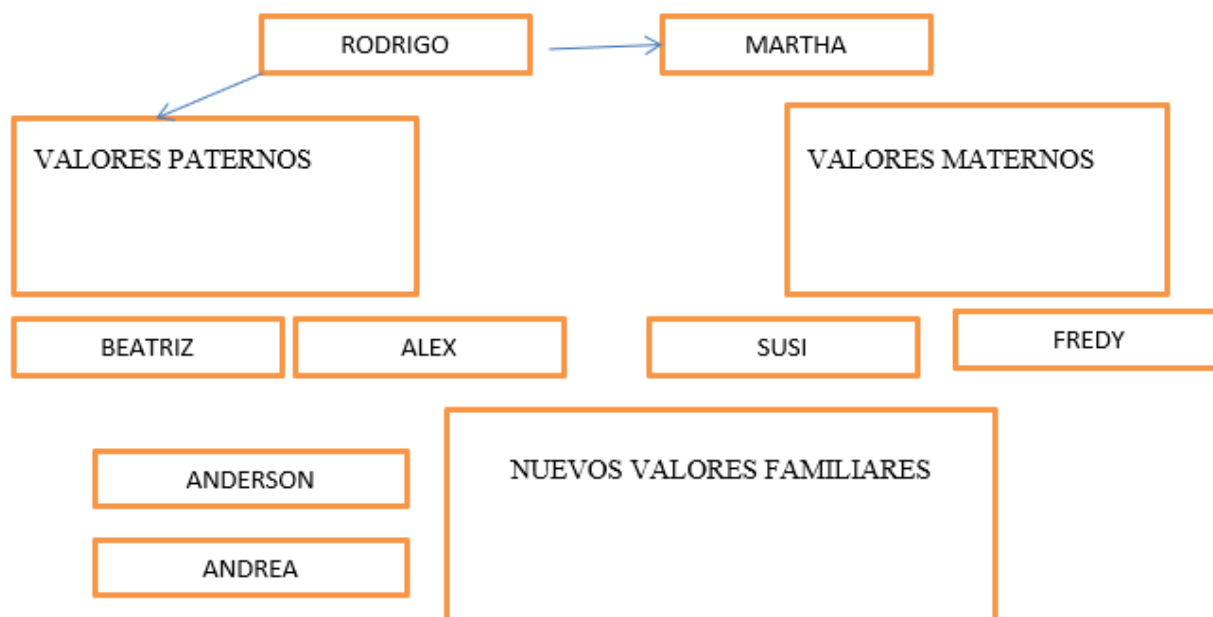 RODRIGO
MARTHA
VALORES PATERNOS
VALORES MATERNOS
BEATRIZ
ALEX
SUSI
FREDY
ANDERSON
NUEVOS VALORES FAMILIARES
ANDREA